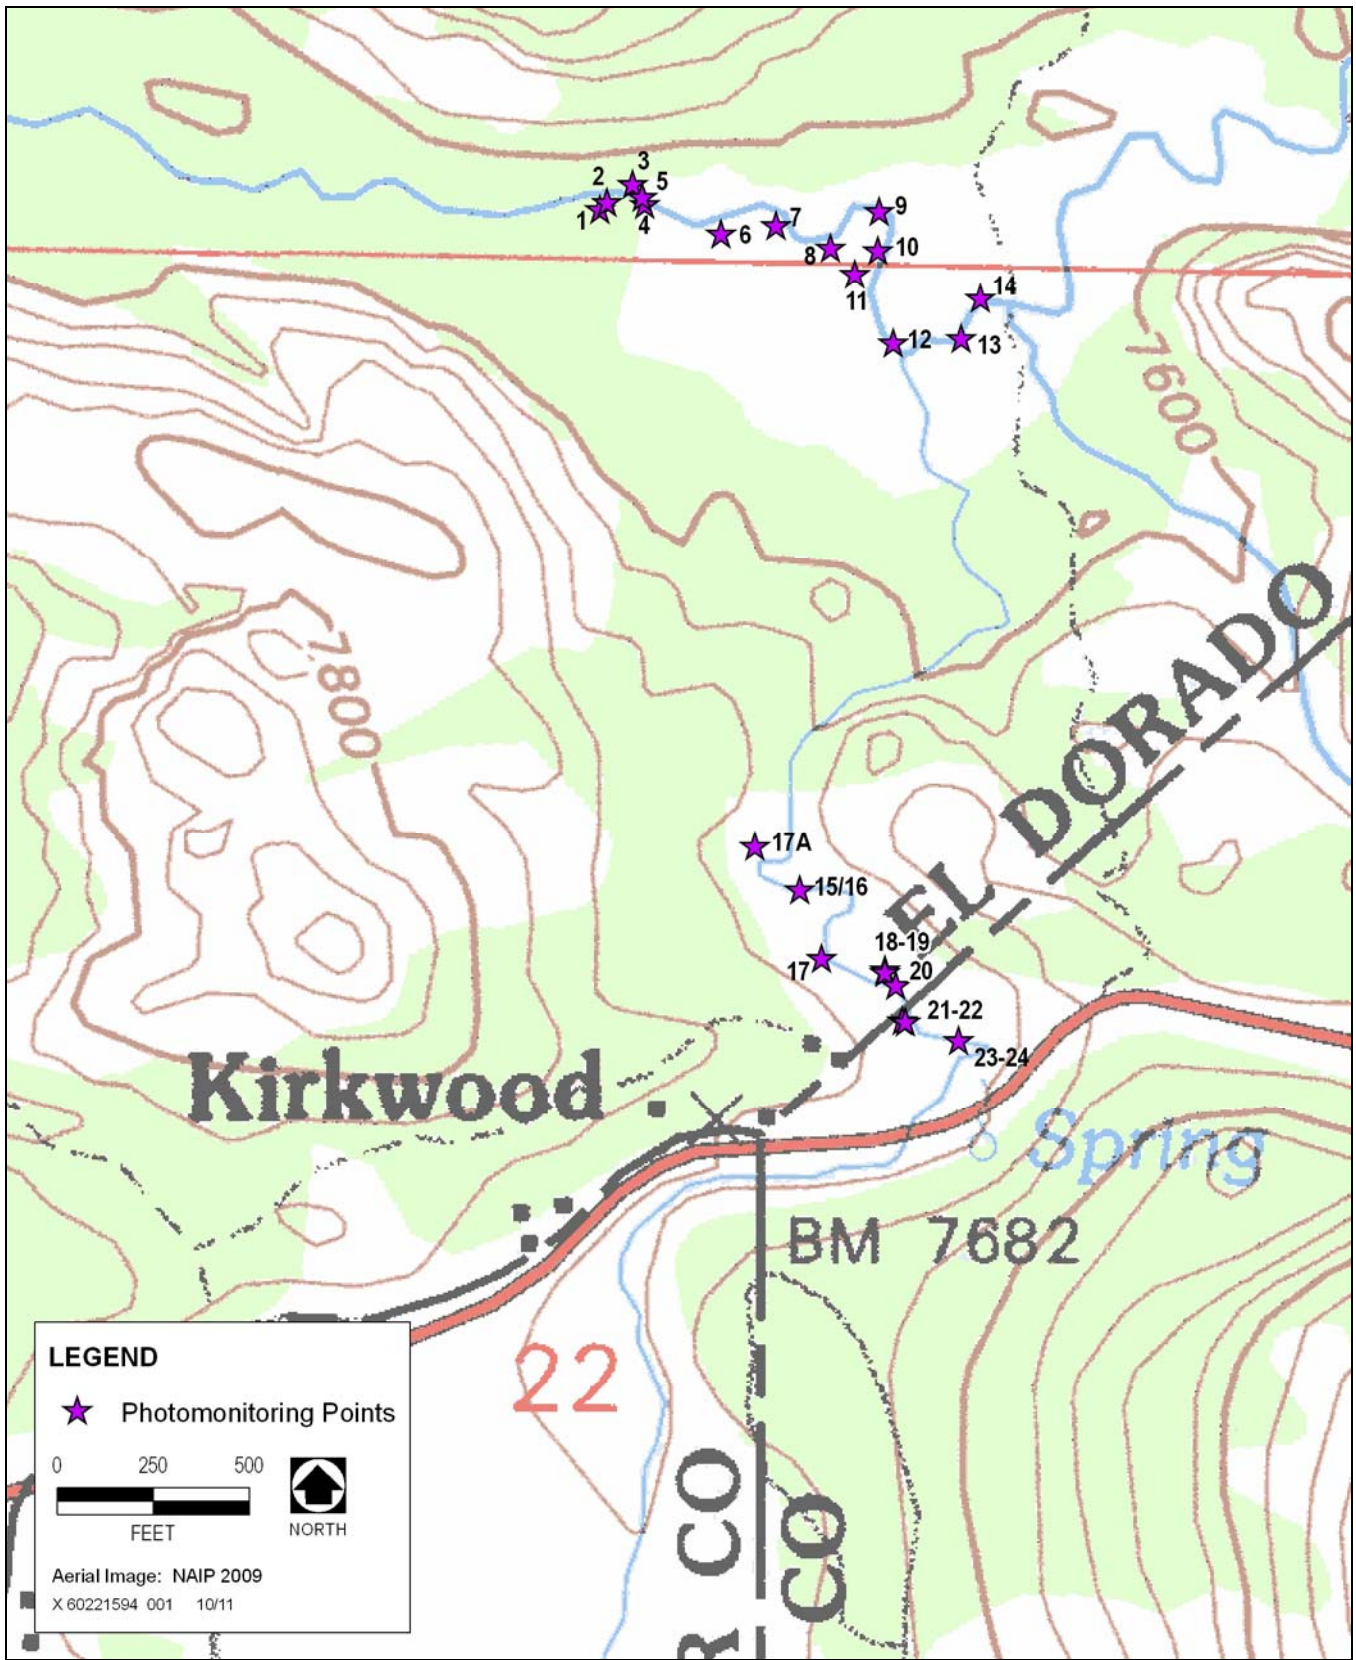 3
2
5
1
4
6
7
9
8
10
11
14
12
13
7600
EL DORADO
7800
17A
15/16
18-19
17
20
21-22
23-24
Kirkwood
Spring
BM 7682
22
R CO
CO
LEGEND
Photomonitoring Points
0 250 500
FEET
NORTH
Aerial Image: NAIP 2009
X 60221594 001 10/11